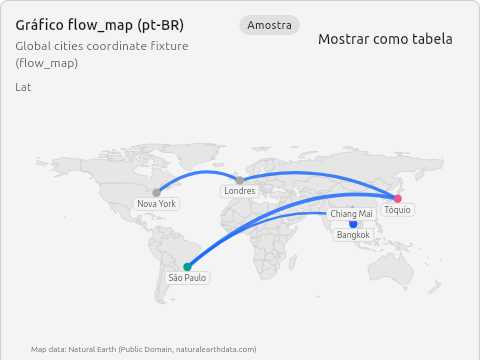 Gráfico flow_map (pt-BR)
Amostra
Mostrar como tabela
Global cities coordinate fixture
(flow_map)
Lat
Nova York
Londres
Chiang Mai
Tóquio
Bangkok
São Paulo
Map data: Natural Earth (Public Domain, naturalearthdata.com)